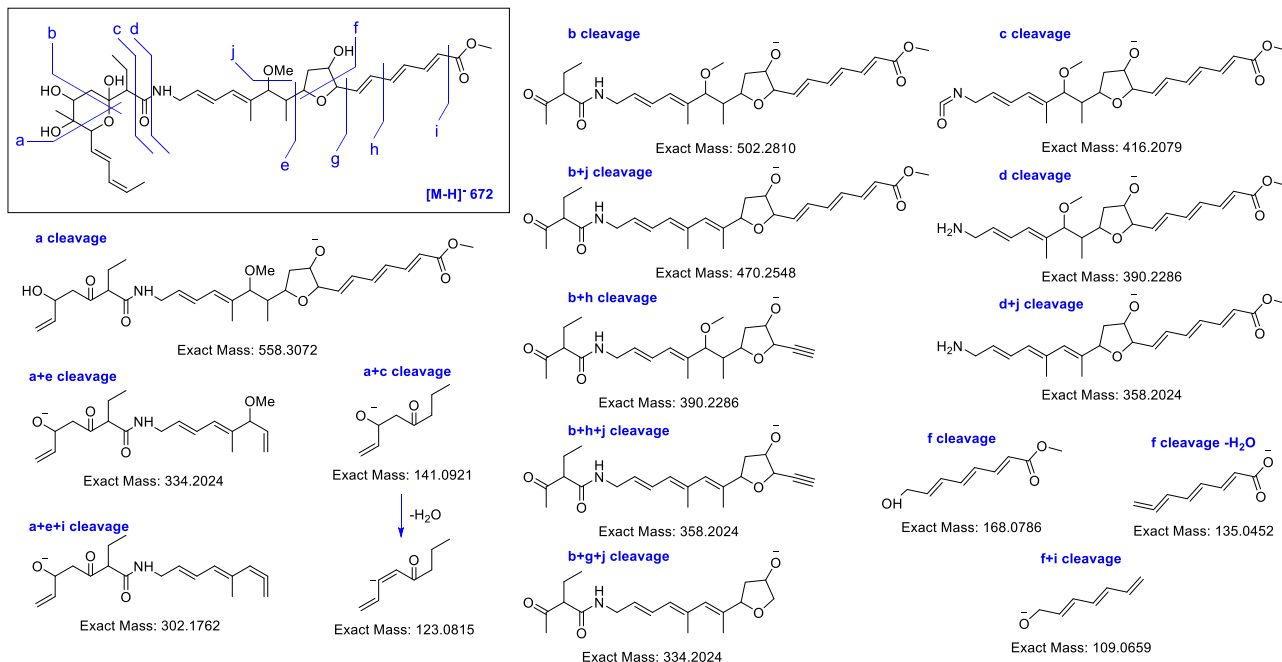 b
c
d
f
j
OH
OMe
OH
OH
NH
O
HO
O
HO
O
O
O
a
e
g
h
i
[M-H]- 672
a cleavage
HO
O
OMe
NH
O
O
O-
O
O
Exact Mass: 558.3072
a+e cleavage
O-
O
OMe
NH
O
Exact Mass: 334.2024
a+c cleavage
O-
O
Exact Mass: 141.0921
-H2O
a+e+i cleavage
O-
O
NH
O
Exact Mass: 302.1762
-
O
Exact Mass: 123.0815
b cleavage
O
O-
O
O
H
N
O
O
O
O
Exact Mass: 502.2810
b+j cleavage
O-
O
O
H
N
O
O
O
Exact Mass: 470.2548
b+h cleavage
O
O-
H
N
O
O
O
Exact Mass: 390.2286
b+h+j cleavage
O-
H
N
O
O
O
Exact Mass: 358.2024
b+g+j cleavage
O-
H
N
O
O
O
Exact Mass: 334.2024
c cleavage
O
O-
O
O
N
O
O
Exact Mass: 416.2079
d cleavage
O
O-
O
O
H2N
O
Exact Mass: 390.2286
d+j cleavage
O-
O
O
H2N
O
Exact Mass: 358.2024
f cleavage
O
O
HO
Exact Mass: 168.0786
f cleavage -H2O
O-
O
Exact Mass: 135.0452
f+i cleavage
O-
Exact Mass: 109.0659